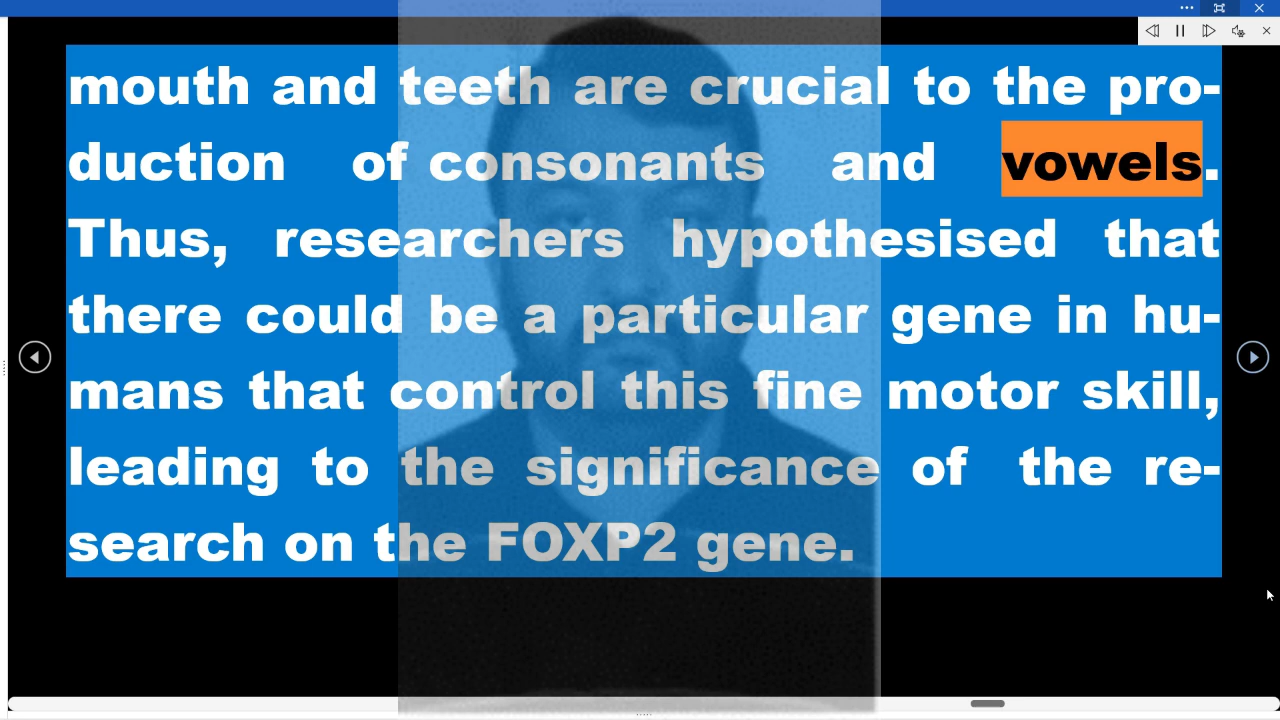 mouth and teeth are crucial to the pro-
duction of consonants and vowels.
Thus, researchers hypothesised that
there could be a particular gene in hu-
mans that control this fine motor skill,
leading to the significance of the re-
search on the FOXP2 gene.